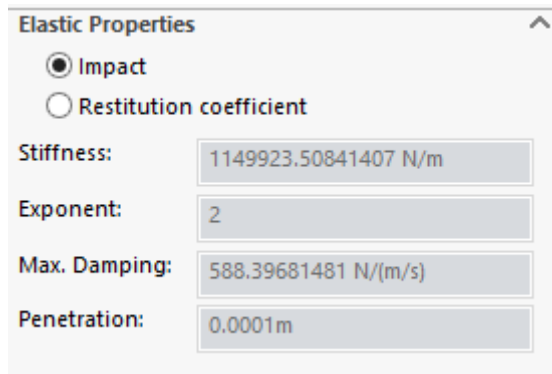 Elastic Properties
Impact
Restitution coefficient
Stiffness: 1149923.50841407 N/m
Exponent: 2
Max. Damping: 588.39681481 N/(m/s)
Penetration: 0.0001m